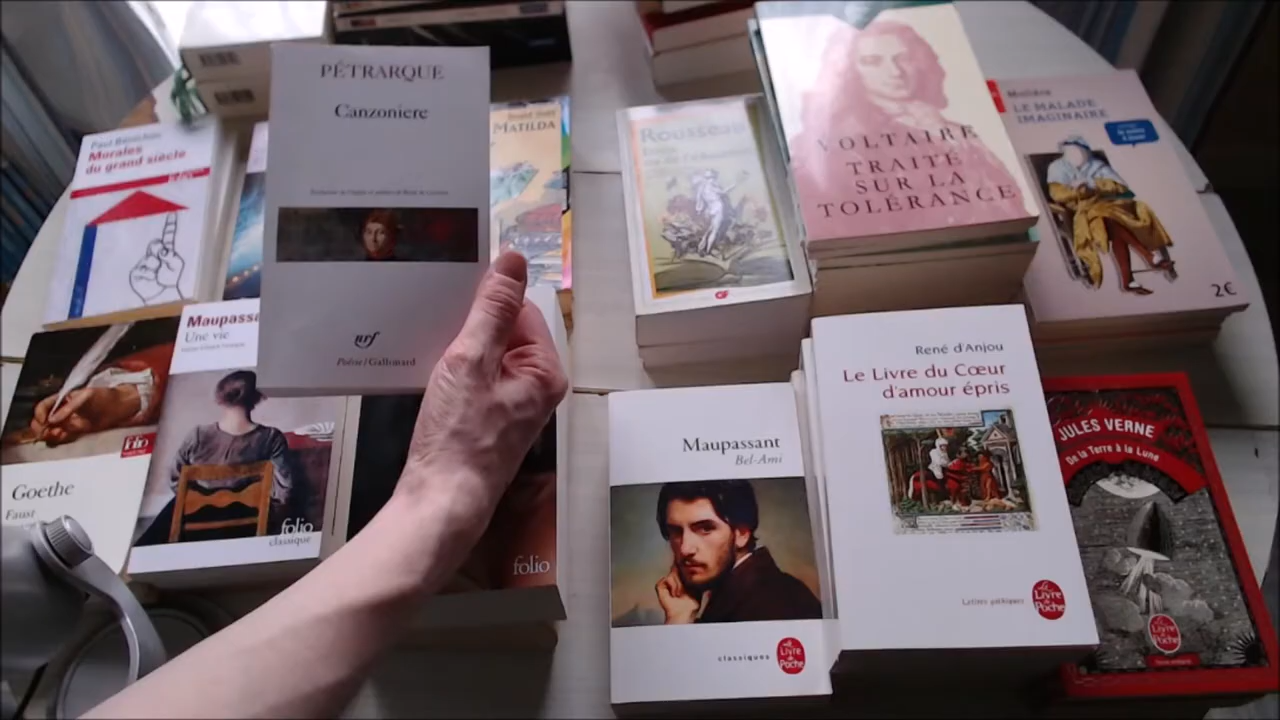 PÉTRARQUE
Canzoniere
nrf
Poésie/Gallimard
Paul Bénichou
Morales
du grand siècle
MATILDA
Rousseau
VOLTAIRE
TRAITÉ
SUR LA
TOLÉRANCE
Molière
LE MALADE
IMAGINAIRE
2€
Goethe
Faust
folio
Maupassa
Une vie
folio
classique
folio
Maupassant
Bel-Ami
classiques
Le Livre de Poche
René d'Anjou
Le Livre du Cœur
d'amour épris
Lettres gothiques
Le Livre de Poche
JULES VERNE
De la Terre à la Lune
Le Livre de Poche